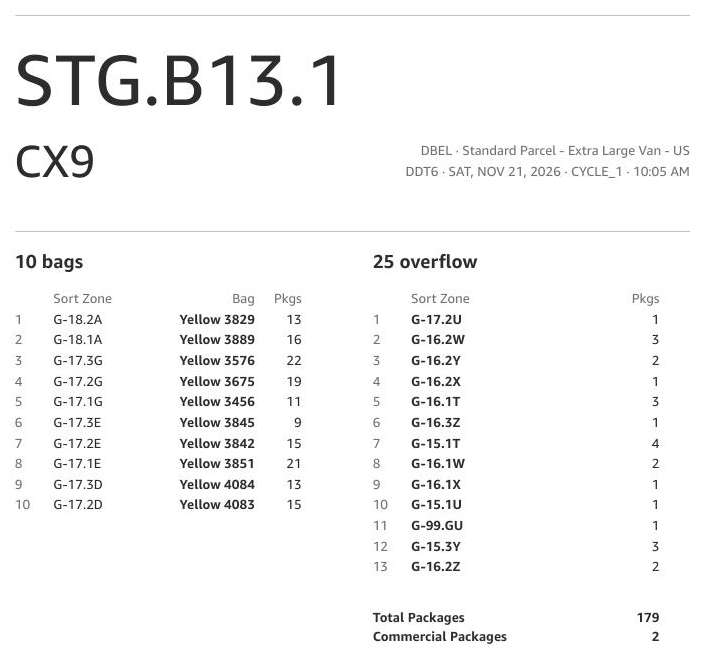 STG.B13.1
CX9
DBEL · Standard Parcel - Extra Large Van - US
DDT6 · SAT, NOV 21, 2026 · CYCLE_1 · 10:05 AM
10 bags
Sort Zone Bag Pkgs
1 G-18.2A Yellow 3829 13
2 G-18.1A Yellow 3889 16
3 G-17.3G Yellow 3576 22
4 G-17.2G Yellow 3675 19
5 G-17.1G Yellow 3456 11
6 G-17.3E Yellow 3845 9
7 G-17.2E Yellow 3842 15
8 G-17.1E Yellow 3851 21
9 G-17.3D Yellow 4084 13
10 G-17.2D Yellow 4083 15
25 overflow
Sort Zone Pkgs
1 G-17.2U 1
2 G-16.2W 3
3 G-16.2Y 2
4 G-16.2X 1
5 G-16.1T 3
6 G-16.3Z 1
7 G-15.1T 4
8 G-16.1W 2
9 G-16.1X 1
10 G-15.1U 1
11 G-99.GU 1
12 G-15.3Y 3
13 G-16.2Z 2
Total Packages 179
Commercial Packages 2